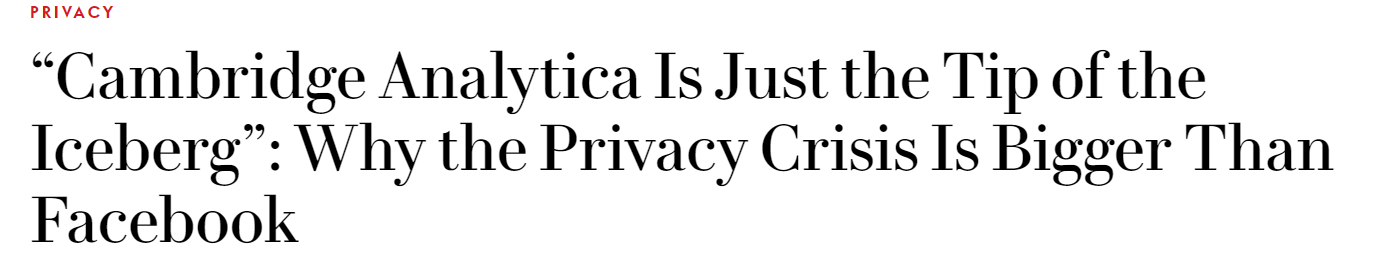 PRIVACY
“Cambridge Analytica Is Just the Tip of the
Iceberg”: Why the Privacy Crisis Is Bigger Than
Facebook